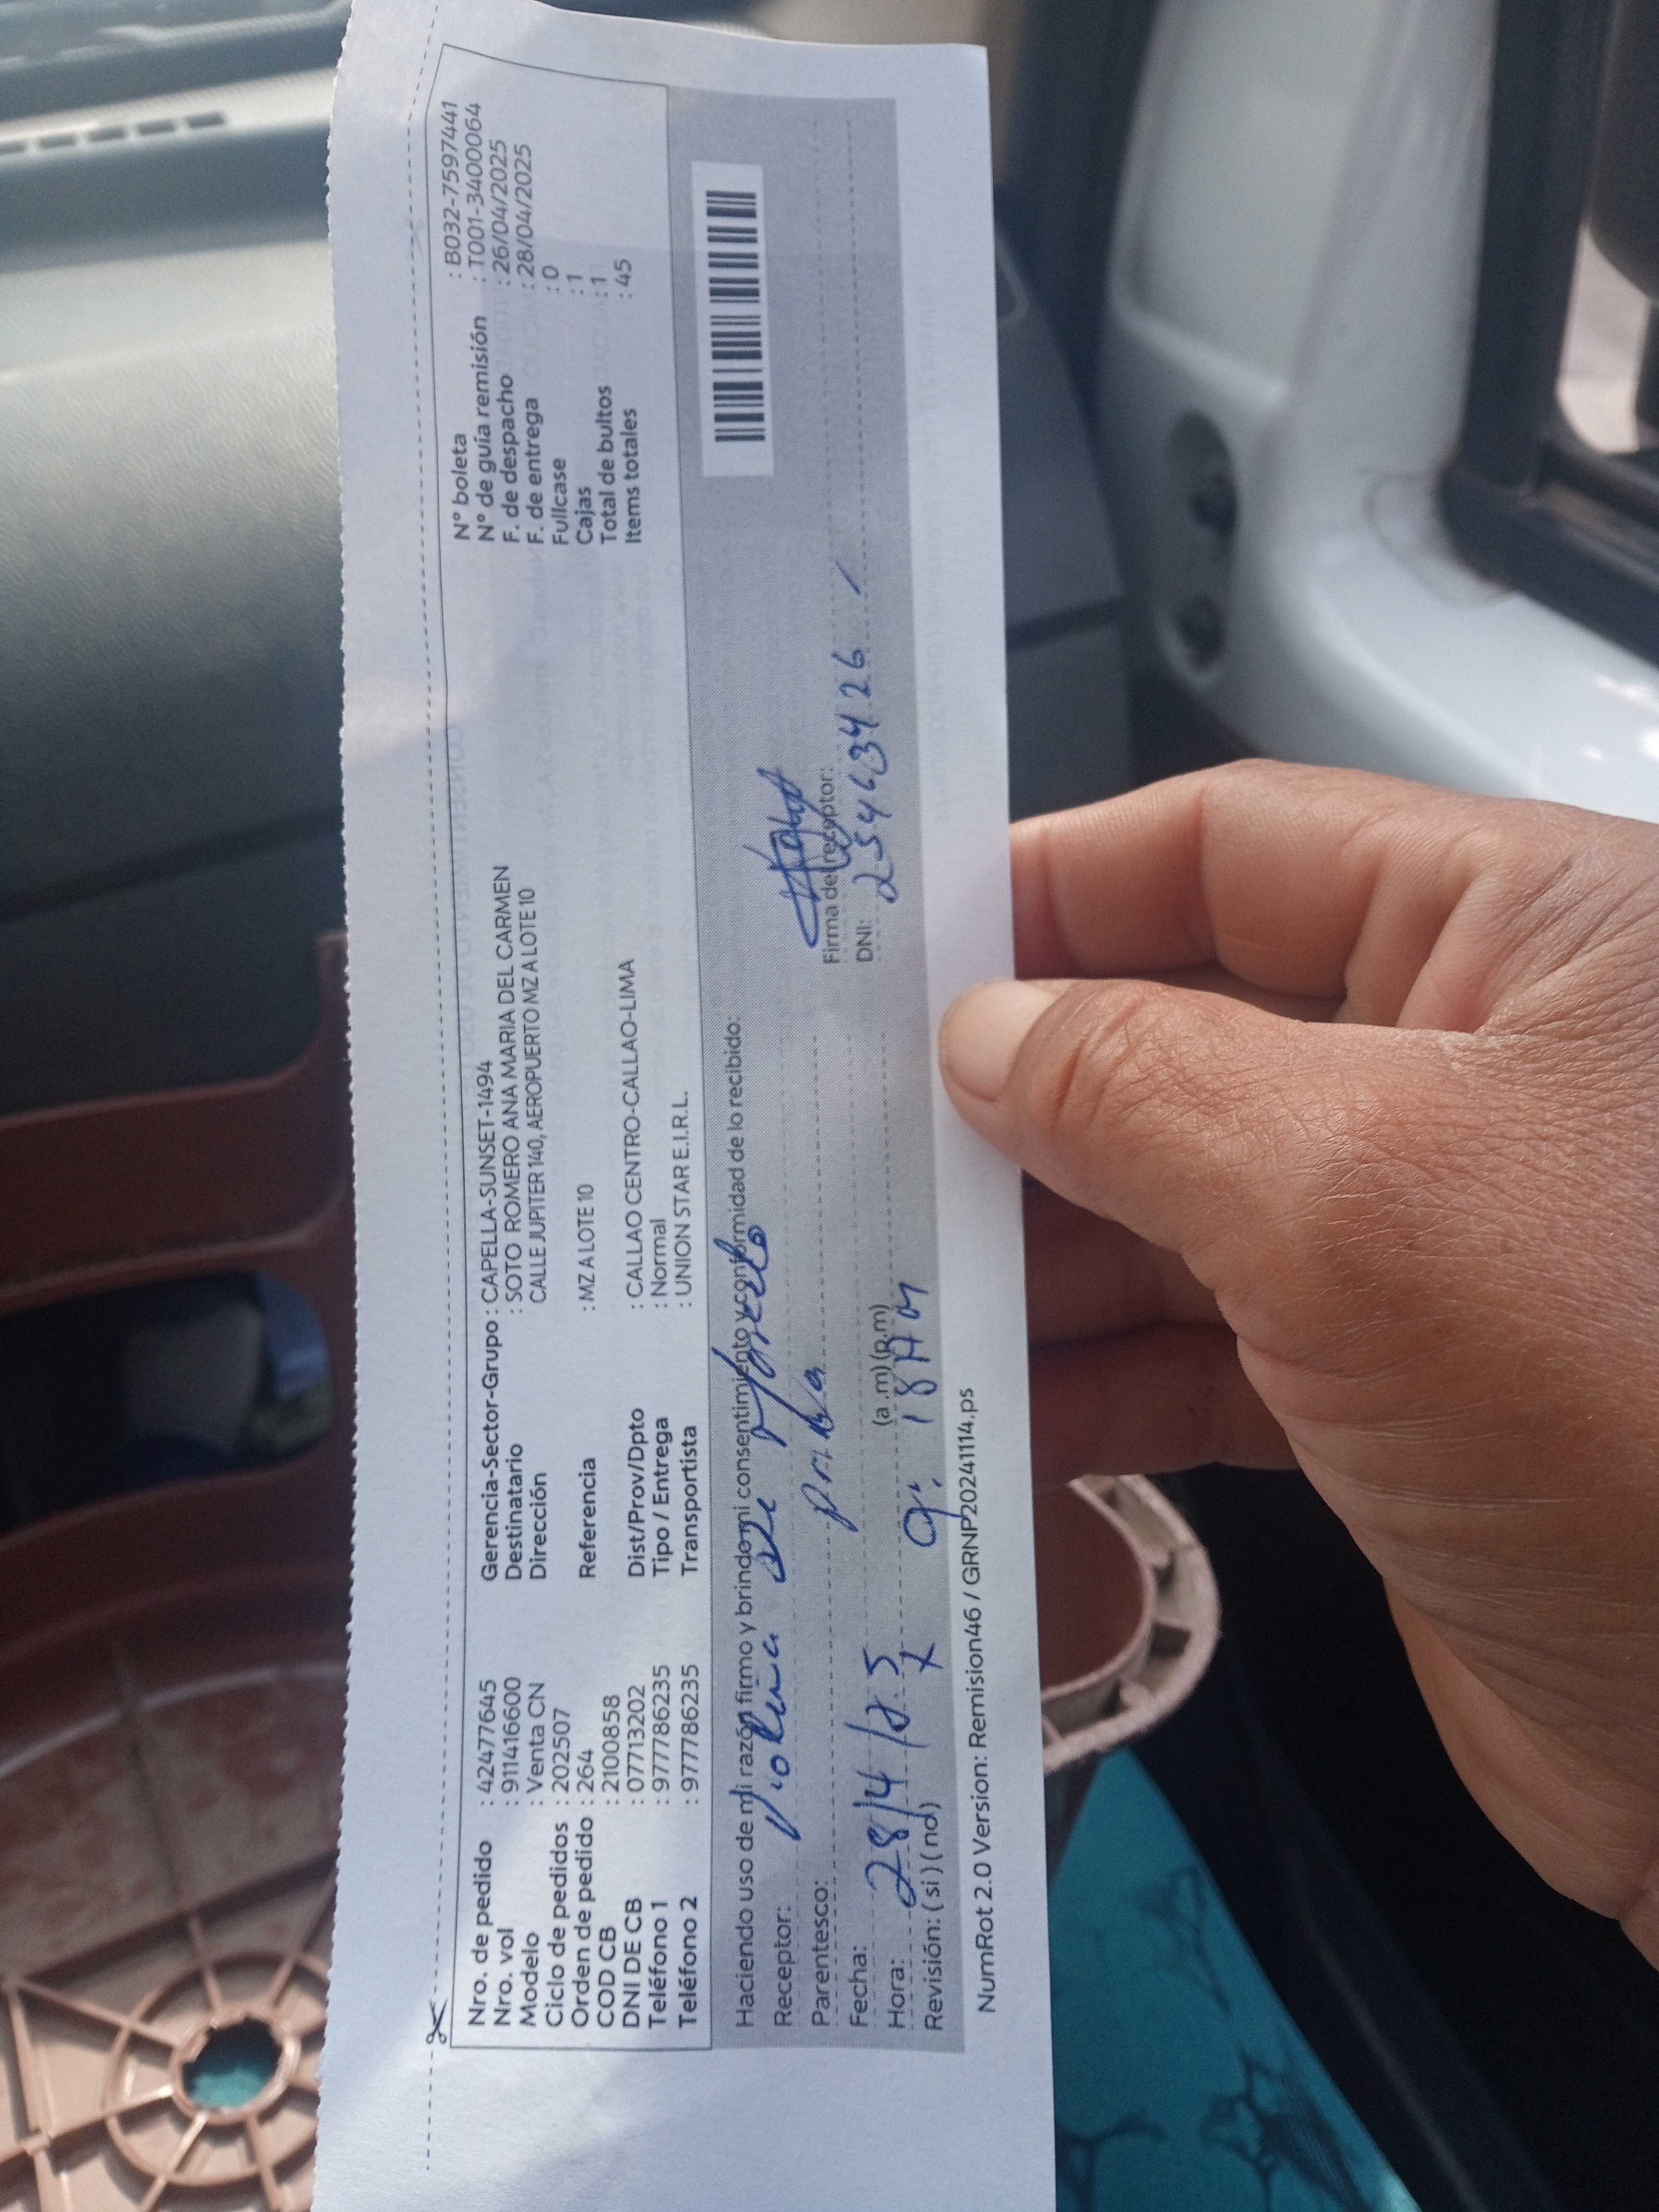 Nro. de pedido : 42477645
Nro. vol : 911416600
Modelo : Venta CN
Ciclo de pedidos : 202507
Orden de pedido : 264
COD CB : 2100858
DNI DE CB : 07713202
Teléfono 1 : 977786235
Teléfono 2 : 977786235
Gerencia-Sector-Grupo : CAPELLA-SUNSET-1494
Destinatario : SOTO ROMERO ANA MARIA DEL CARMEN
Dirección CALLE JUPITER 140, AEROPUERTO MZ A LOTE 10
Referencia : MZ A LOTE 10
Dist/Prov/Dpto : CALLAO CENTRO-CALLAO-LIMA
Tipo / Entrega : Normal
Transportista : UNION STAR E.I.R.L.
N° boleta : B032-7597441
N° de guía remisión : T001-3400064
F. de despacho : 26/04/2025
F. de entrega : 28/04/2025
Fullcase : 0
Cajas : 1
Total de bultos : 1
Items totales : 45
Haciendo uso de mi razón firmo y brindo mi consentimiento y conformidad de lo recibido:
Receptor: Violeta
Parentesco: prima
Firma del receptor:
Fecha: 28/4/25
DNI: 25463426
Hora: 9:18 AM (a.m) (p.m)
Revisión: ( si ) ( no )
NumRot 2.0 Version: Remision46 / GRNP20241114.ps